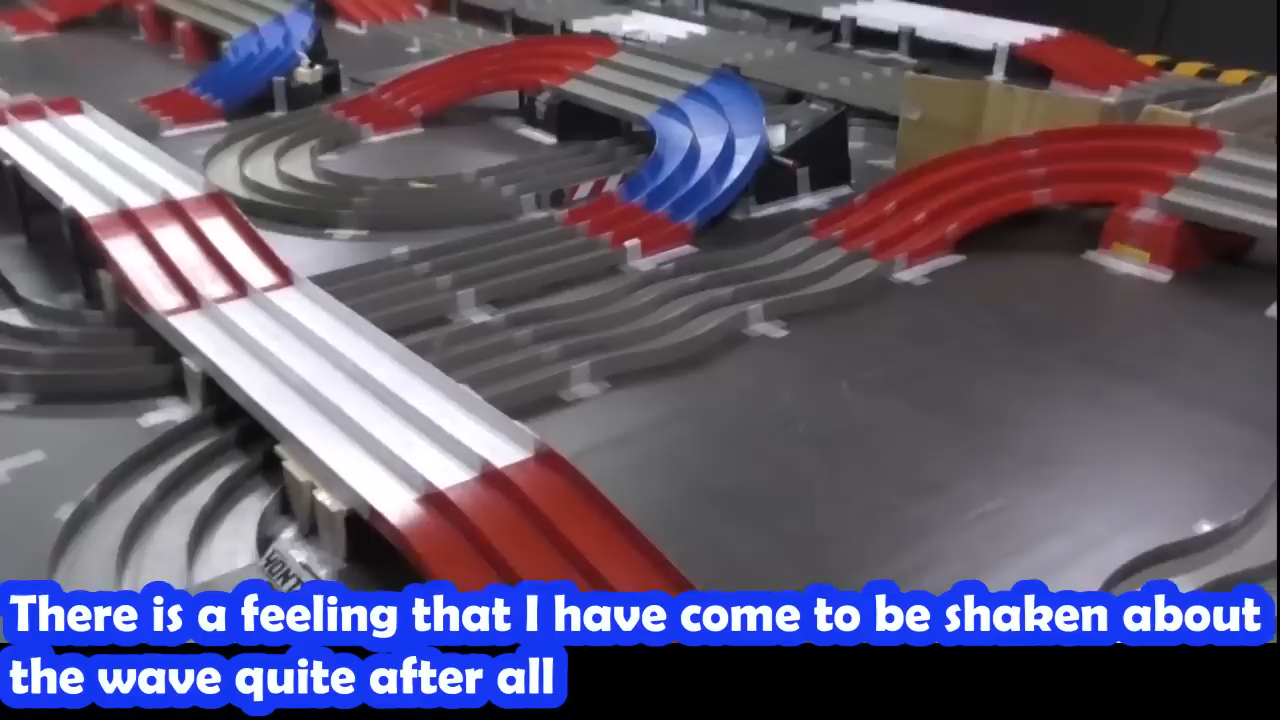 There is a feeling that I have come to be shaken about
the wave quite after all